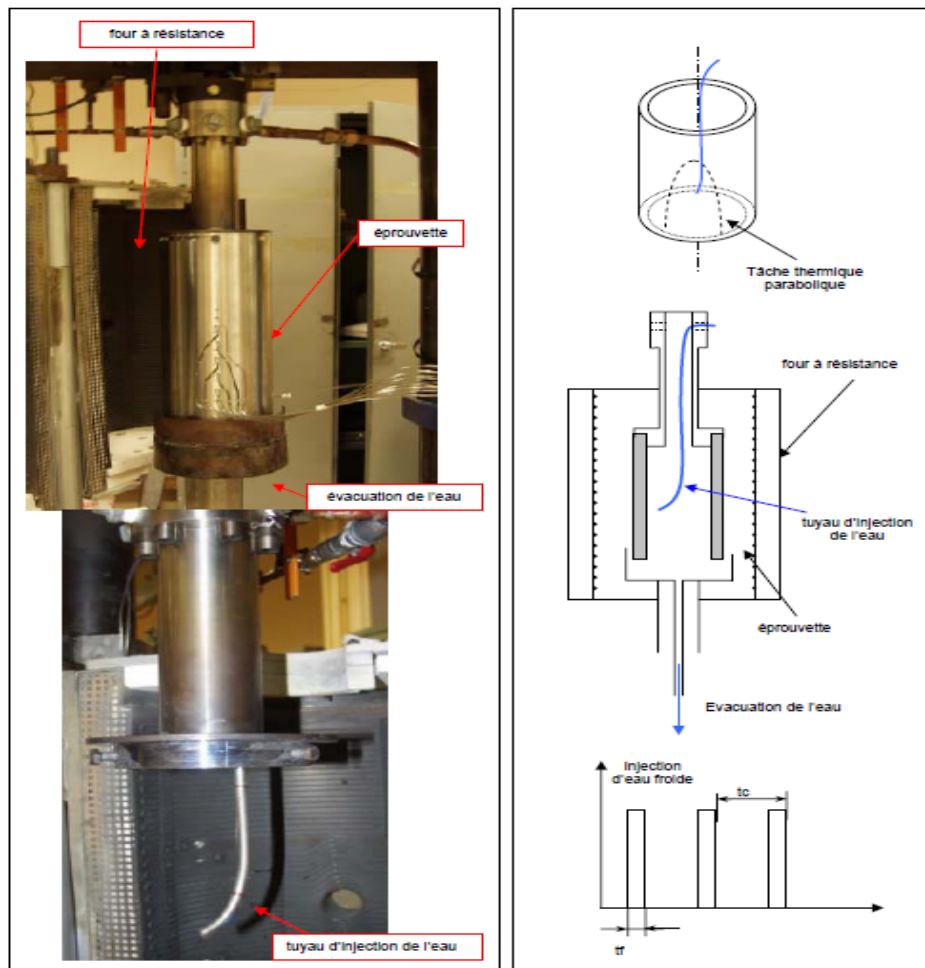 four à résistance
éprouvette
évacuation de l'eau
tuyau d'injection de l'eau
Tâche thermique
parabolique
four à résistance
tuyau d'injection
de l'eau
éprouvette
Evacuation de l'eau
Injection
d'eau froide
tc
tf